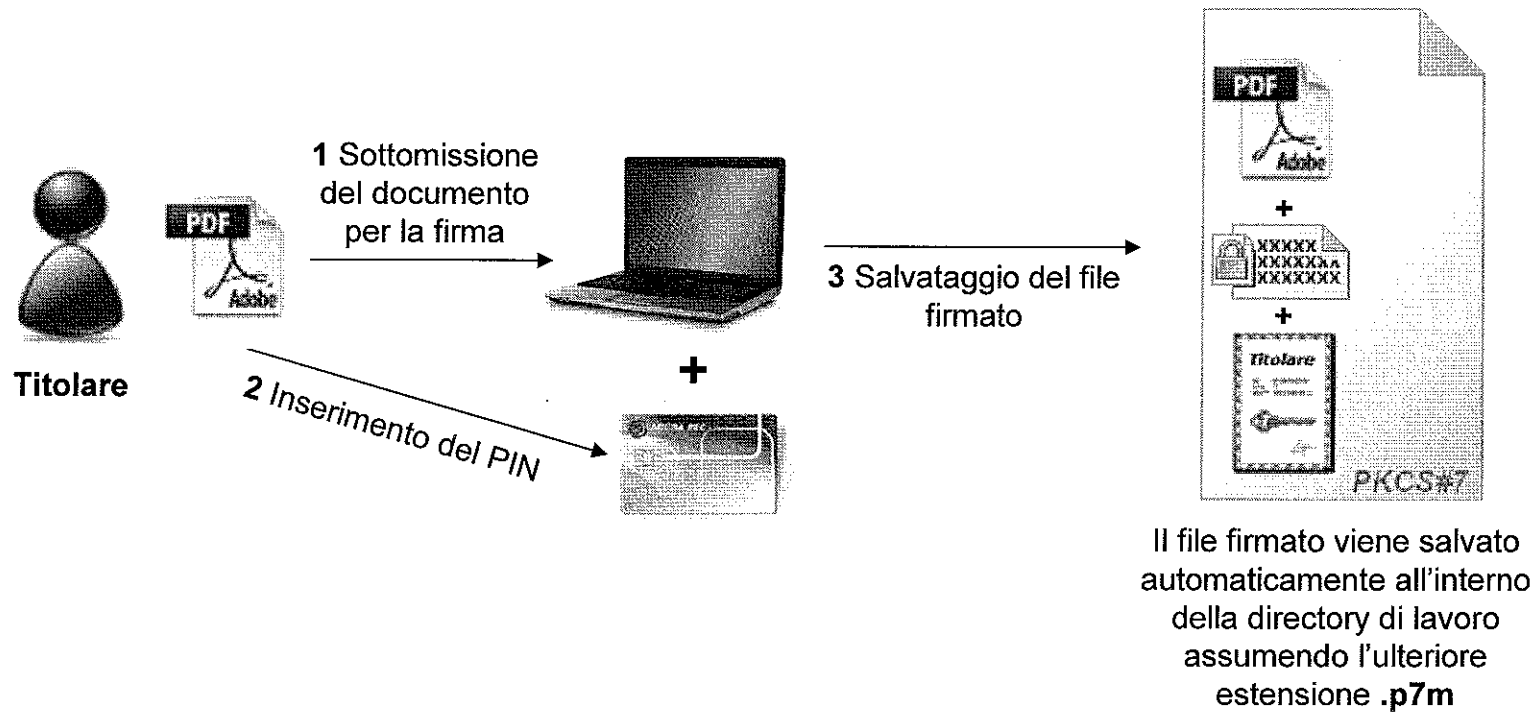 1 Sottomissione
del documento
per la firma
PDF
Adobe
Titolare
2 Inserimento del PIN
+
3 Salvataggio del file
firmato
PDF
Adobe
+
XXXXX
XXXXXXX
XXXXXXX
+
Titolare
PKCS#7
Il file firmato viene salvato
automaticamente all'interno
della directory di lavoro
assumendo l'ulteriore
estensione .p7m